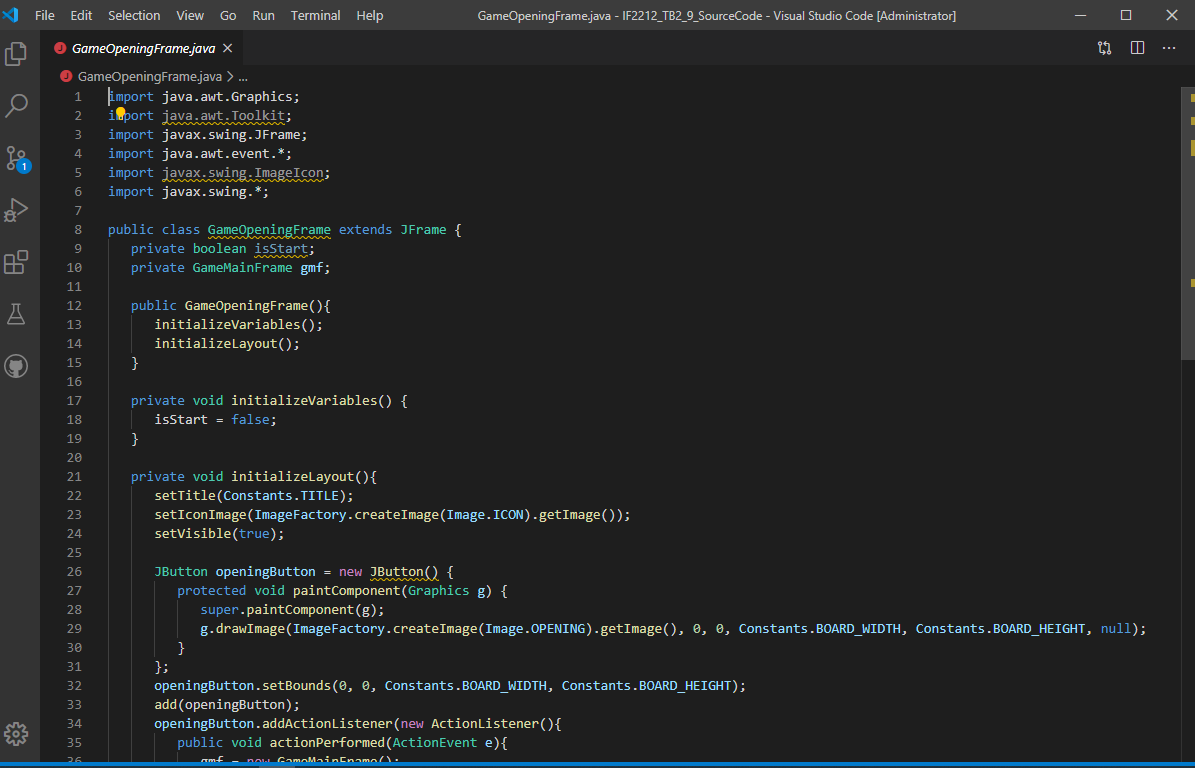 File Edit Selection View Go Run Terminal Help GameOpeningFrame.java - IF2212_TB2_9_SourceCode - Visual Studio Code [Administrator]
GameOpeningFrame.java
GameOpeningFrame.java > ...
1 import java.awt.Graphics;
2 import java.awt.Toolkit;
3 import javax.swing.JFrame;
4 import java.awt.event.*;
5 import javax.swing.ImageIcon;
6 import javax.swing.*;
7
8 public class GameOpeningFrame extends JFrame {
9 private boolean isStart;
10 private GameMainFrame gmf;
11
12 public GameOpeningFrame(){
13 initializeVariables();
14 initializeLayout();
15 }
16
17 private void initializeVariables() {
18 isStart = false;
19 }
20
21 private void initializeLayout(){
22 setTitle(Constants.TITLE);
23 setIconImage(ImageFactory.createImage(Image.ICON).getImage());
24 setVisible(true);
25
26 JButton openingButton = new JButton() {
27 protected void paintComponent(Graphics g) {
28 super.paintComponent(g);
29 g.drawImage(ImageFactory.createImage(Image.OPENING).getImage(), 0, 0, Constants.BOARD_WIDTH, Constants.BOARD_HEIGHT, null);
30 }
31 };
32 openingButton.setBounds(0, 0, Constants.BOARD_WIDTH, Constants.BOARD_HEIGHT);
33 add(openingButton);
34 openingButton.addActionListener(new ActionListener(){
35 public void actionPerformed(ActionEvent e){
36 gmf = new GameMainFrame();
1